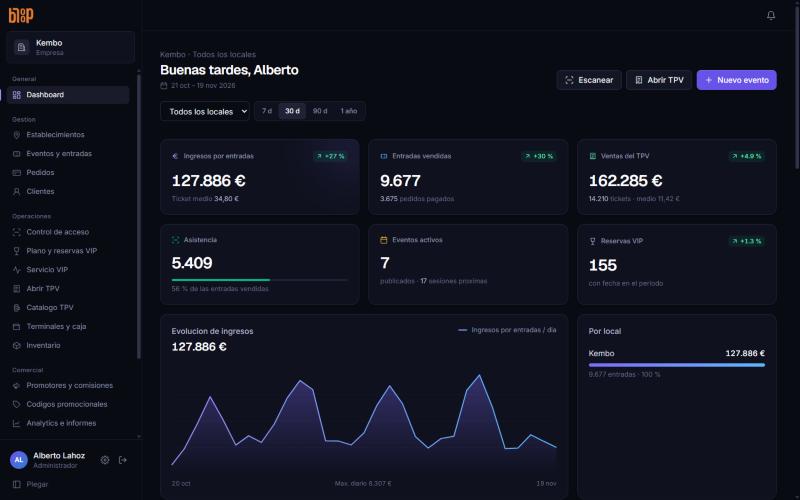 bloop
Kembo
Empresa
General
Dashboard
Gestion
Establecimientos
Eventos y entradas
Pedidos
Clientes
Operaciones
Control de acceso
Plano y reservas VIP
Servicio VIP
Abrir TPV
Catalogo TPV
Terminales y caja
Inventario
Comercial
Promotores y comisiones
Codigos promocionales
Analytics e informes
AL
Alberto Lahoz
Administrador
Plegar
Kembo · Todos los locales
Buenas tardes, Alberto
21 oct – 19 nov 2026
Escanear
Abrir TPV
Nuevo evento
Todos los locales
7 d 30 d 90 d 1 año
Ingresos por entradas
+27 %
127.886 €
Ticket medio 34,80 €
Entradas vendidas
+30 %
9.677
3.675 pedidos pagados
Ventas del TPV
+4.9 %
162.285 €
14.210 tickets · medio 11,42 €
Asistencia
5.409
56 % de las entradas vendidas
Eventos activos
7
publicados · 17 sesiones proximas
Reservas VIP
+1.3 %
155
con fecha en el periodo
Evolucion de ingresos
127.886 €
Ingresos por entradas / dia
20 oct
Max. diario 8.307 €
19 nov
Por local
Kembo
127.886 €
9.677 entradas · 100 %